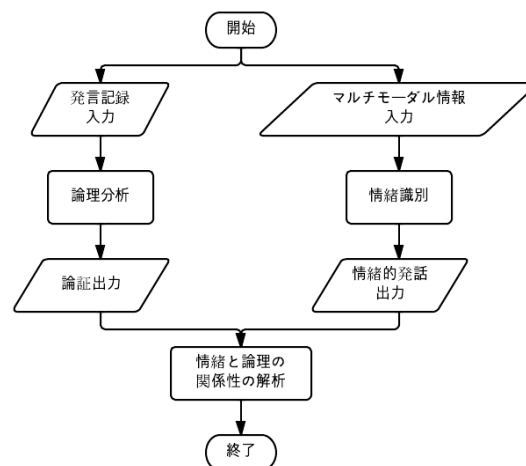 開始
発言記録
入力
マルチモーダル情報
入力
論理分析
情緒識別
論証出力
情緒的発話
出力
情緒と論理の
関係性の解析
終了